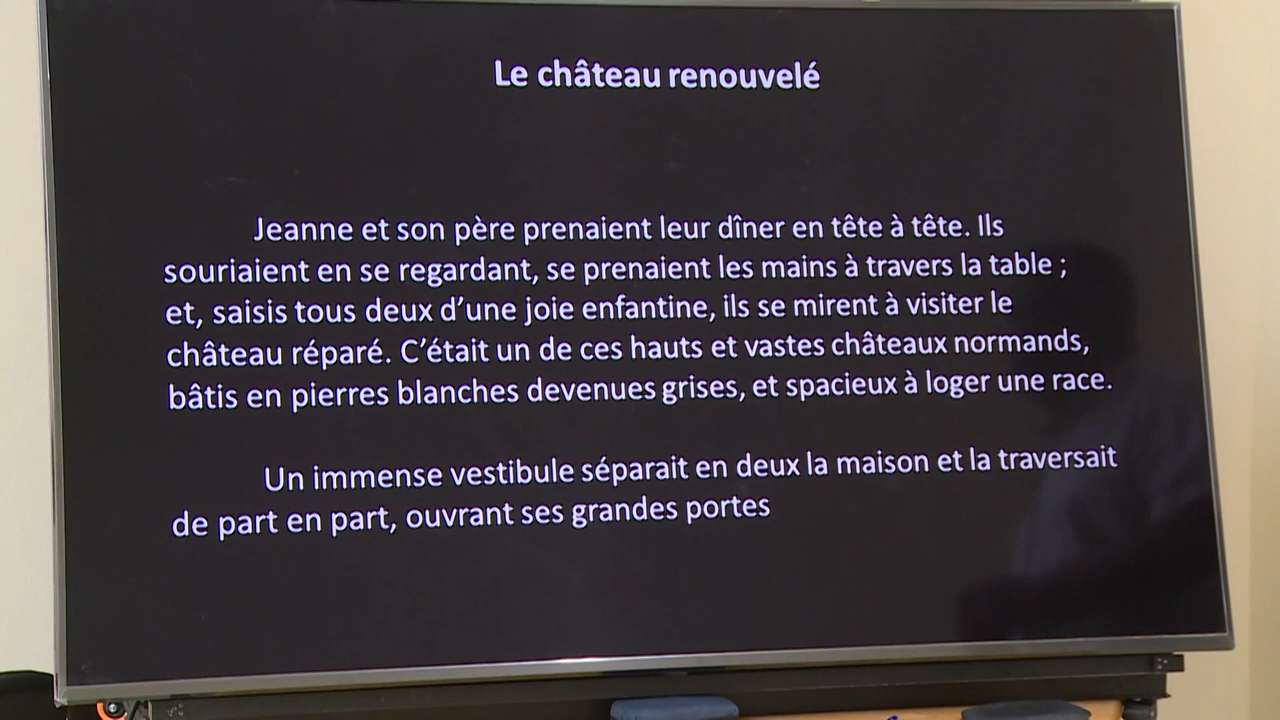 Le château renouvelé
Jeanne et son père prenaient leur dîner en tête à tête. Ils
souriaient en se regardant, se prenaient les mains à travers la table ;
et, saisis tous deux d’une joie enfantine, ils se mirent à visiter le
château réparé. C’était un de ces hauts et vastes châteaux normands,
bâtis en pierres blanches devenues grises, et spacieux à loger une race.
Un immense vestibule séparait en deux la maison et la traversait
de part en part, ouvrant ses grandes portes